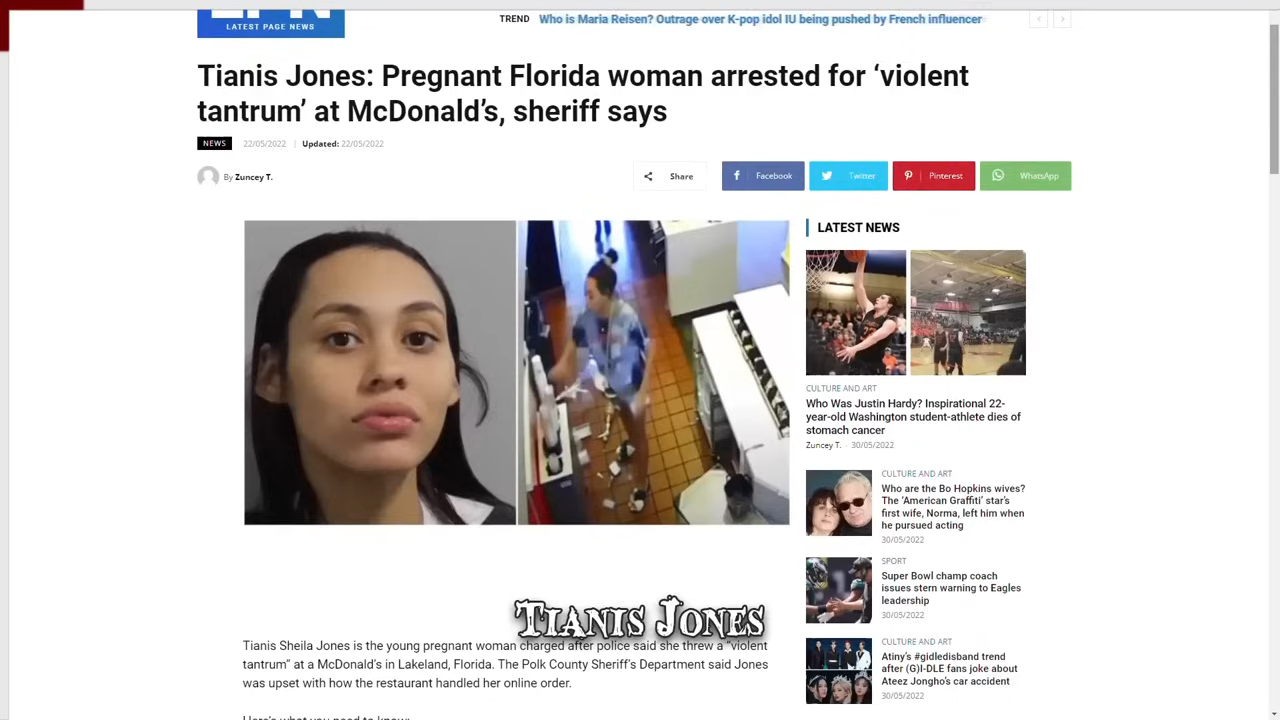 LATEST PAGE NEWS
TREND Who is Maria Reisen? Outrage over K-pop idol IU being pushed by French influencer
Tianis Jones: Pregnant Florida woman arrested for ‘violent
tantrum’ at McDonald’s, sheriff says
NEWS 22/05/2022 | Updated: 22/05/2022
By Zuncey T.
Share Facebook Twitter Pinterest WhatsApp
LATEST NEWS
CULTURE AND ART
Who Was Justin Hardy? Inspirational 22-
year-old Washington student-athlete dies of
stomach cancer
Zuncey T. - 30/05/2022
CULTURE AND ART
Who are the Bo Hopkins wives?
The ‘American Graffiti’ star’s
first wife, Norma, left him when
he pursued acting
30/05/2022
SPORT
Super Bowl champ coach
issues stern warning to Eagles
leadership
30/05/2022
CULTURE AND ART
Atiny’s #gidledisband trend
after (G)I-DLE fans joke about
Ateez Jongho’s car accident
30/05/2022
Tianis Jones
Tianis Sheila Jones is the young pregnant woman charged after police said she threw a “violent
tantrum” at a McDonald’s in Lakeland, Florida. The Polk County Sheriff’s Department said Jones
was upset with how the restaurant handled her online order.
Here’s what you need to know: